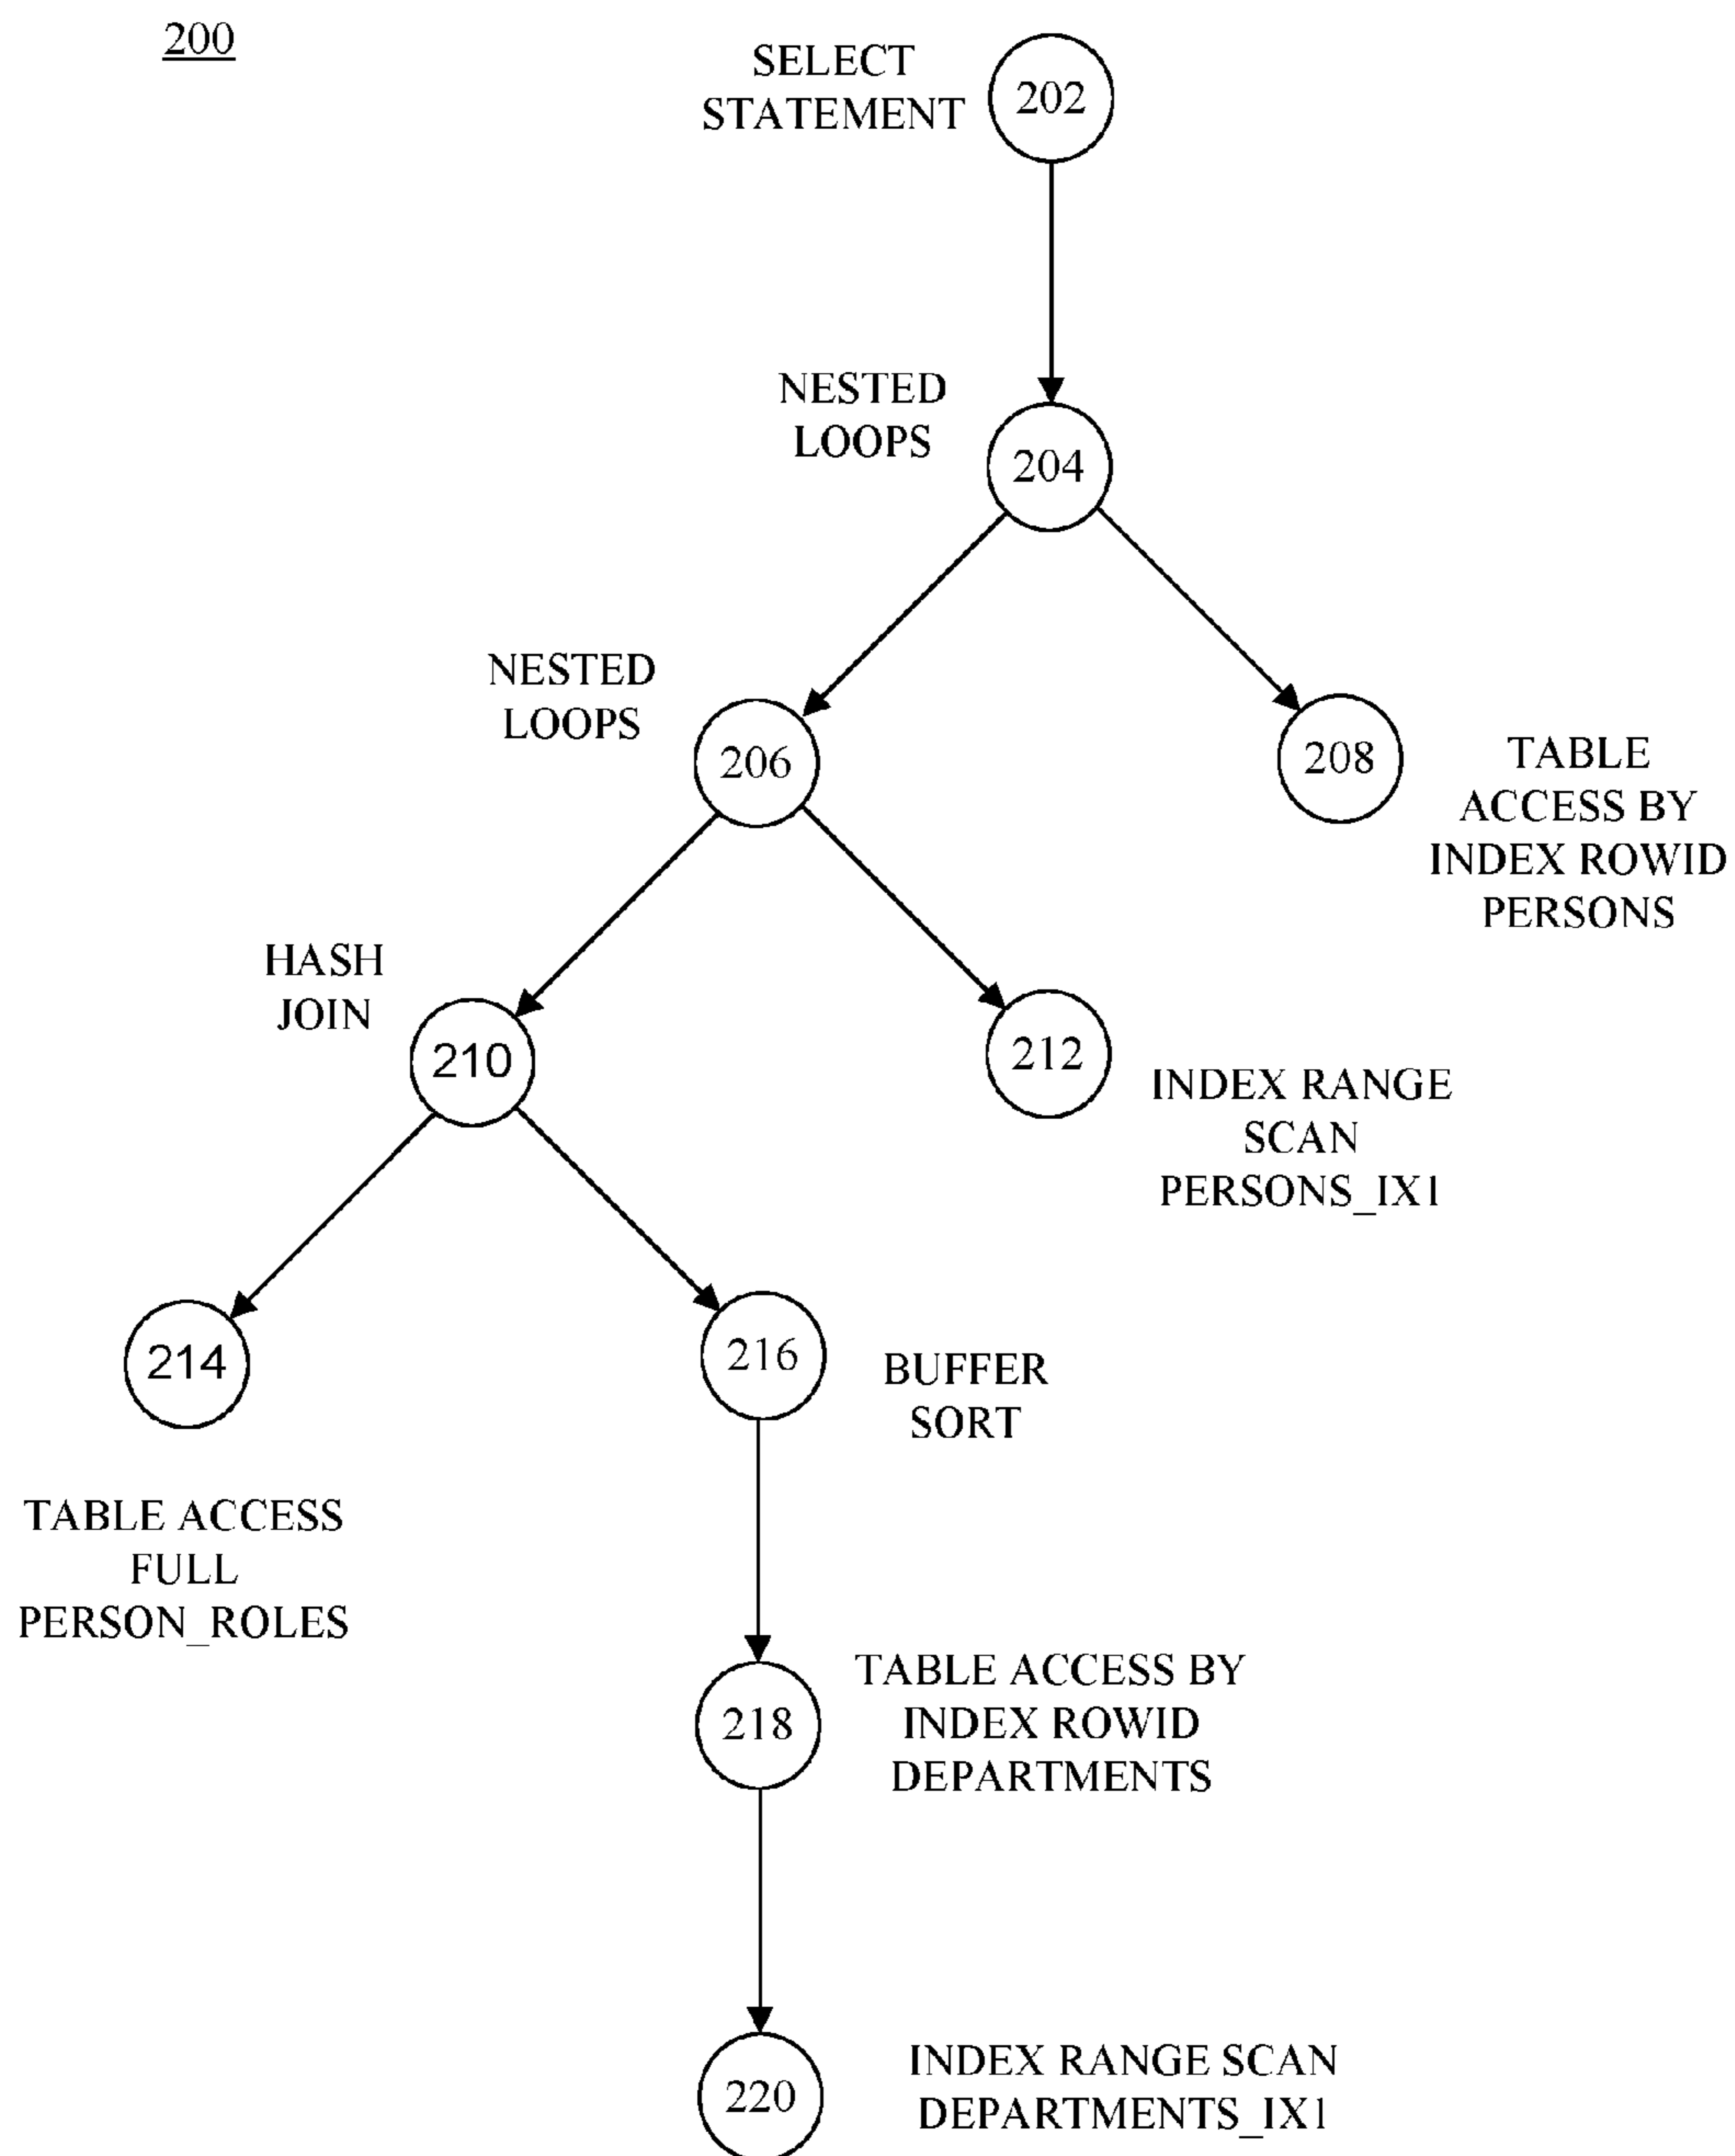 200
SELECT
STATEMENT
202
NESTED
LOOPS
204
NESTED
LOOPS
206
208
TABLE
ACCESS BY
INDEX ROWID
PERSONS
HASH
JOIN
210
212
INDEX RANGE
SCAN
PERSONS_IX1
214
216
BUFFER
SORT
TABLE ACCESS
FULL
PERSON_ROLES
218
TABLE ACCESS BY
INDEX ROWID
DEPARTMENTS
220
INDEX RANGE SCAN
DEPARTMENTS_IX1